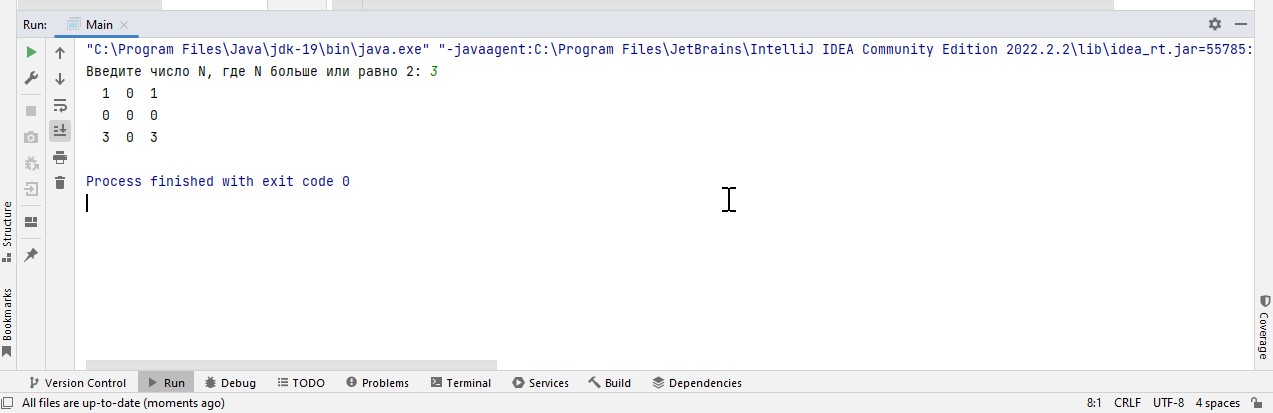 Run: Main
"C:\Program Files\Java\jdk-19\bin\java.exe" "-javaagent:C:\Program Files\JetBrains\IntelliJ IDEA Community Edition 2022.2.2\lib\idea_rt.jar=55785:
Введите число N, где N больше или равно 2: 3
1 0 1
0 0 0
3 0 3
Process finished with exit code 0
Structure
Bookmarks
Coverage
Version Control Run Debug TODO Problems Terminal Services Build Dependencies
All files are up-to-date (moments ago) 8:1 CRLF UTF-8 4 spaces